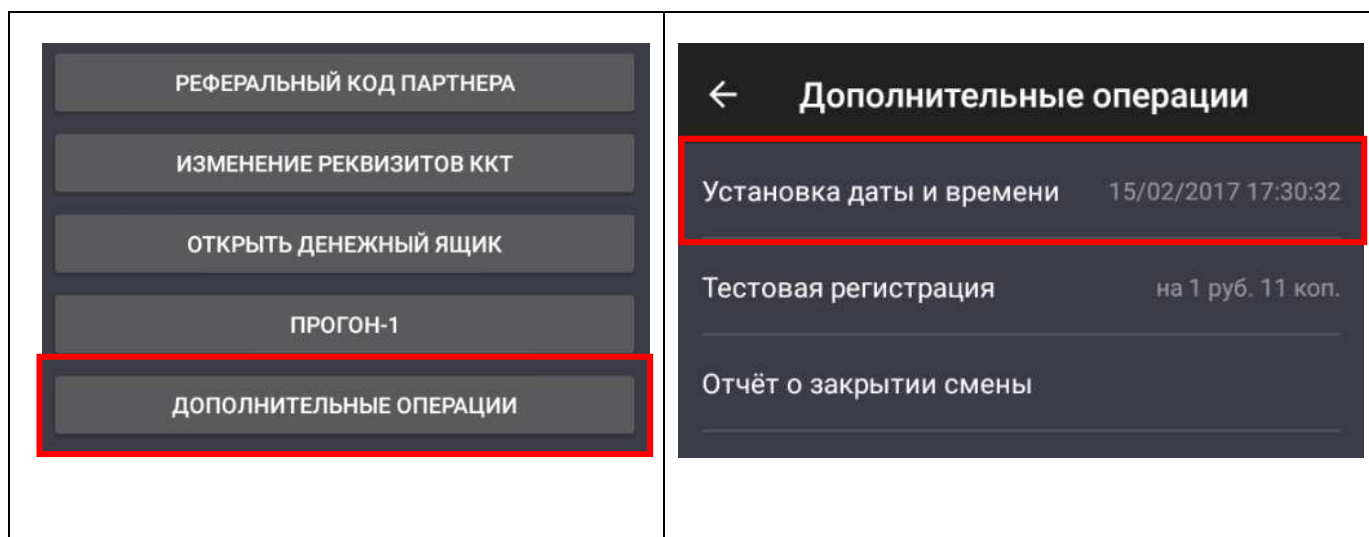 РЕФЕРАЛЬНЫЙ КОД ПАРТНЕРА
ИЗМЕНЕНИЕ РЕКВИЗИТОВ ККТ
ОТКРЫТЬ ДЕНЕЖНЫЙ ЯЩИК
ПРОГОН-1
ДОПОЛНИТЕЛЬНЫЕ ОПЕРАЦИИ
Дополнительные операции
Установка даты и времени 15/02/2017 17:30:32
Тестовая регистрация на 1 руб. 11 коп.
Отчёт о закрытии смены